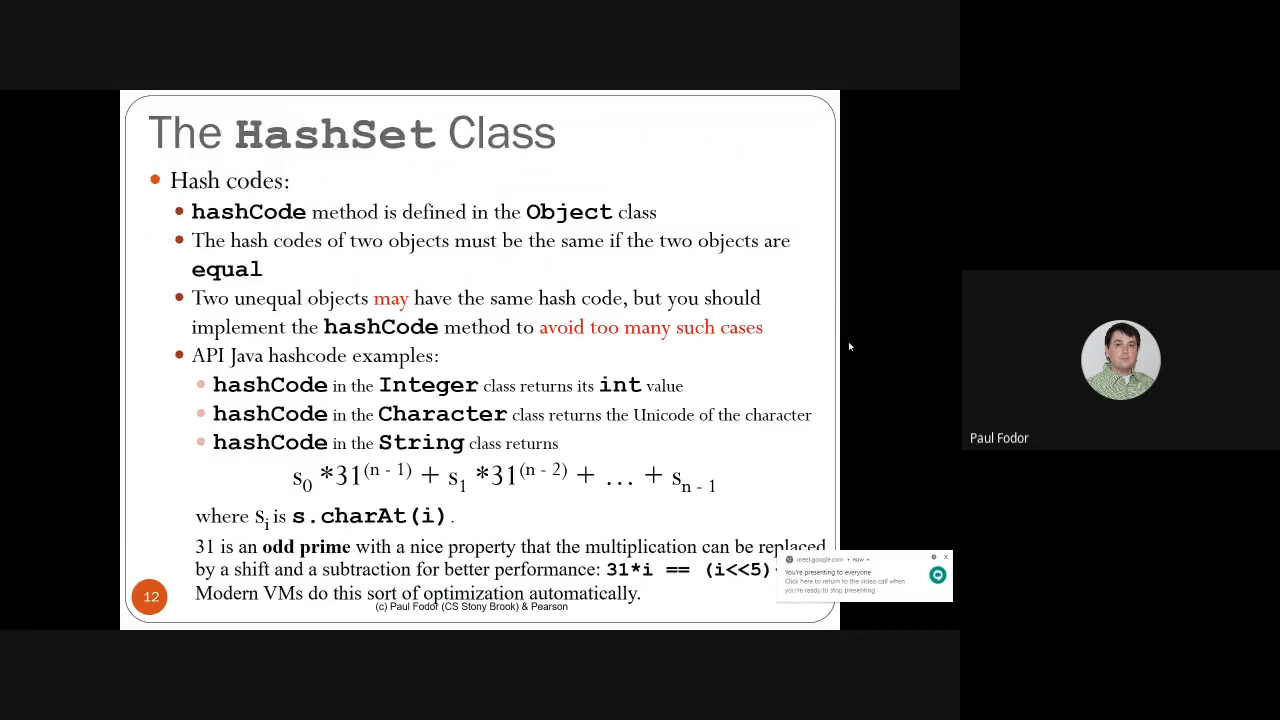 The HashSet Class
Hash codes:
hashCode method is defined in the Object class
The hash codes of two objects must be the same if the two objects are
equal
Two unequal objects may have the same hash code, but you should
implement the hashCode method to avoid too many such cases
API Java hashcode examples:
hashCode in the Integer class returns its int value
hashCode in the Character class returns the Unicode of the character
hashCode in the String class returns
s0 *31(n - 1) + s1 *31(n - 2) + … + sn - 1
where si is s.charAt(i).
31 is an odd prime with a nice property that the multiplication can be replaced
by a shift and a subtraction for better performance: 31*i == (i<<5)
Modern VMs do this sort of optimization automatically.
(c) Paul Fodor (CS Stony Brook) & Pearson
12
meet.google.com • now
You're presenting to everyone
Click here to return to the video call when
you're ready to stop presenting
Paul Fodor